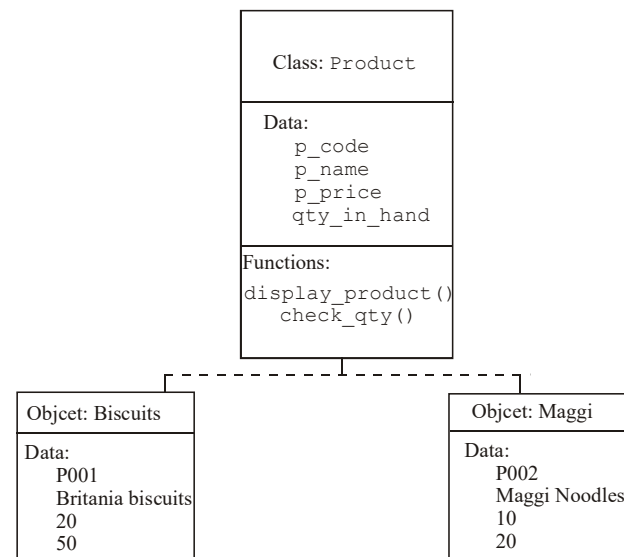 Class: Product
Data:
p_code
p_name
p_price
qty_in_hand
Functions:
display_product()
check_qty()
Objcet: Biscuits
Data:
P001
Britania biscuits
20
50
Objcet: Maggi
Data:
P002
Maggi Noodles
10
20